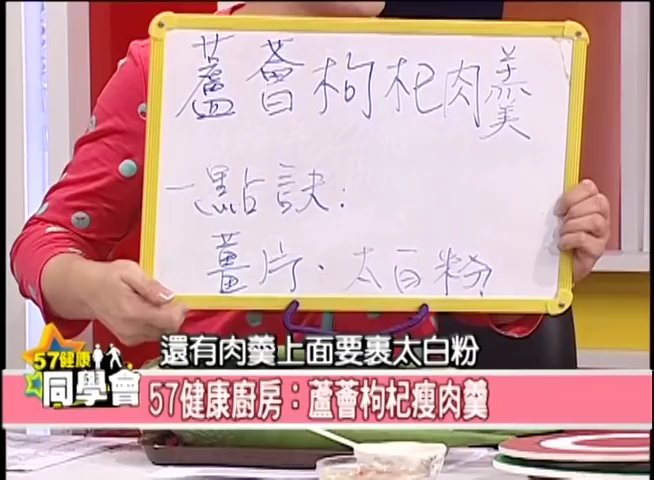 蘆薈枸杞肉羹
一點訣:
薑片、太白粉
還有肉羹上面要裹太白粉
57健康
同學會
57健康廚房:蘆薈枸杞瘦肉羹